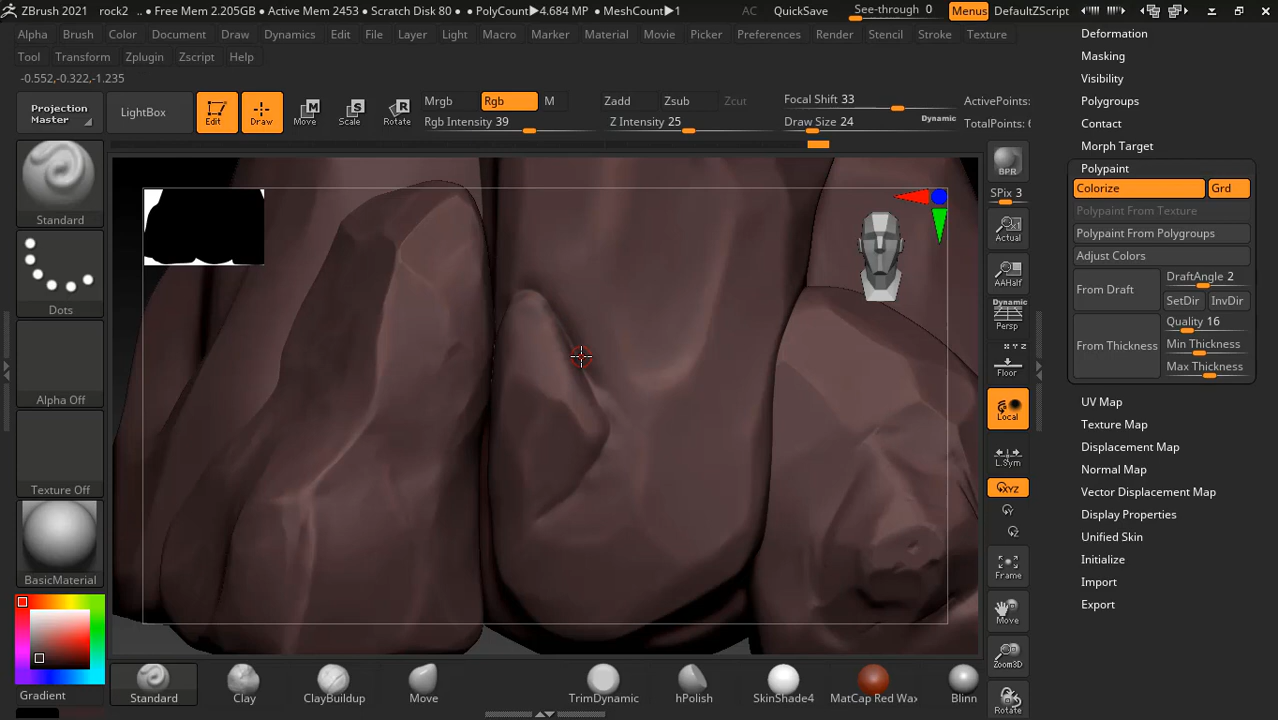 ZBrush 2021 rock2 • Free Mem 2.205GB • Active Mem 2453 • Scratch Disk 80 • PolyCount▸4.684 MP • MeshCount▸1 AC QuickSave See-through 0 Menus DefaultZScript
Alpha Brush Color Document Draw Dynamics Edit File Layer Light Macro Marker Material Movie Picker Preferences Render Stencil Stroke Texture
Tool Transform Zplugin Zscript Help
-0.552,-0.322,-1.235
Projection Master
LightBox
Edit
Draw
Move
Scale
Rotate
Mrgb Rgb M
Rgb Intensity 39
Zadd Zsub Zcut
Z Intensity 25
Focal Shift 33
Draw Size 24
Dynamic
ActivePoints:
TotalPoints: 6
Standard
Dots
Alpha Off
Texture Off
BasicMaterial
Gradient
BPR
SPix 3
Actual
AAHalf
Dynamic
Persp
X Y Z
Floor
Local
L.Sym
XYZ
Y
Z
Frame
Move
Zoom3D
Rotate
Deformation
Masking
Visibility
Polygroups
Contact
Morph Target
Polypaint
Colorize Grd
Polypaint From Texture
Polypaint From Polygroups
Adjust Colors
From Draft
DraftAngle 2
SetDir InvDir
From Thickness
Quality 16
Min Thickness
Max Thickness
UV Map
Texture Map
Displacement Map
Normal Map
Vector Displacement Map
Display Properties
Unified Skin
Initialize
Import
Export
Standard Clay ClayBuildup Move TrimDynamic hPolish SkinShade4 MatCap Red Wax Blinn